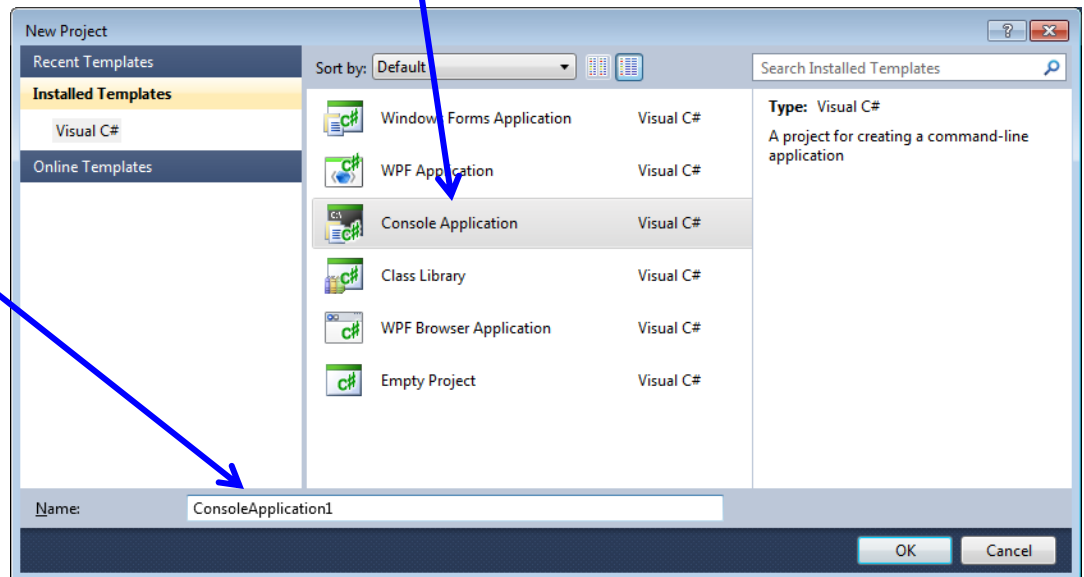 New Project
Recent Templates
Installed Templates
Visual C#
Online Templates
Sort by: Default
Search Installed Templates
Windows Forms Application Visual C#
WPF Application Visual C#
Console Application Visual C#
Class Library Visual C#
WPF Browser Application Visual C#
Empty Project Visual C#
Type: Visual C#
A project for creating a command-line
application
Name: ConsoleApplication1
OK Cancel